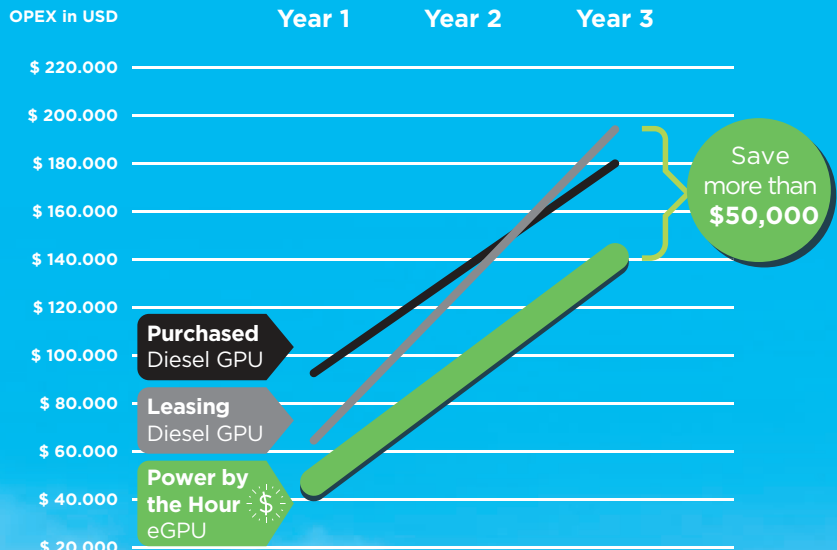 OPEX in USD
Year 1
Year 2
Year 3
$ 220.000
$ 200.000
$ 180.000
$ 160.000
$ 140.000
$ 120.000
$ 100.000
$ 80.000
$ 60.000
$ 40.000
$ 20.000
Save
more than
$50,000
Purchased
Diesel GPU
Leasing
Diesel GPU
Power by
the Hour $
eGPU